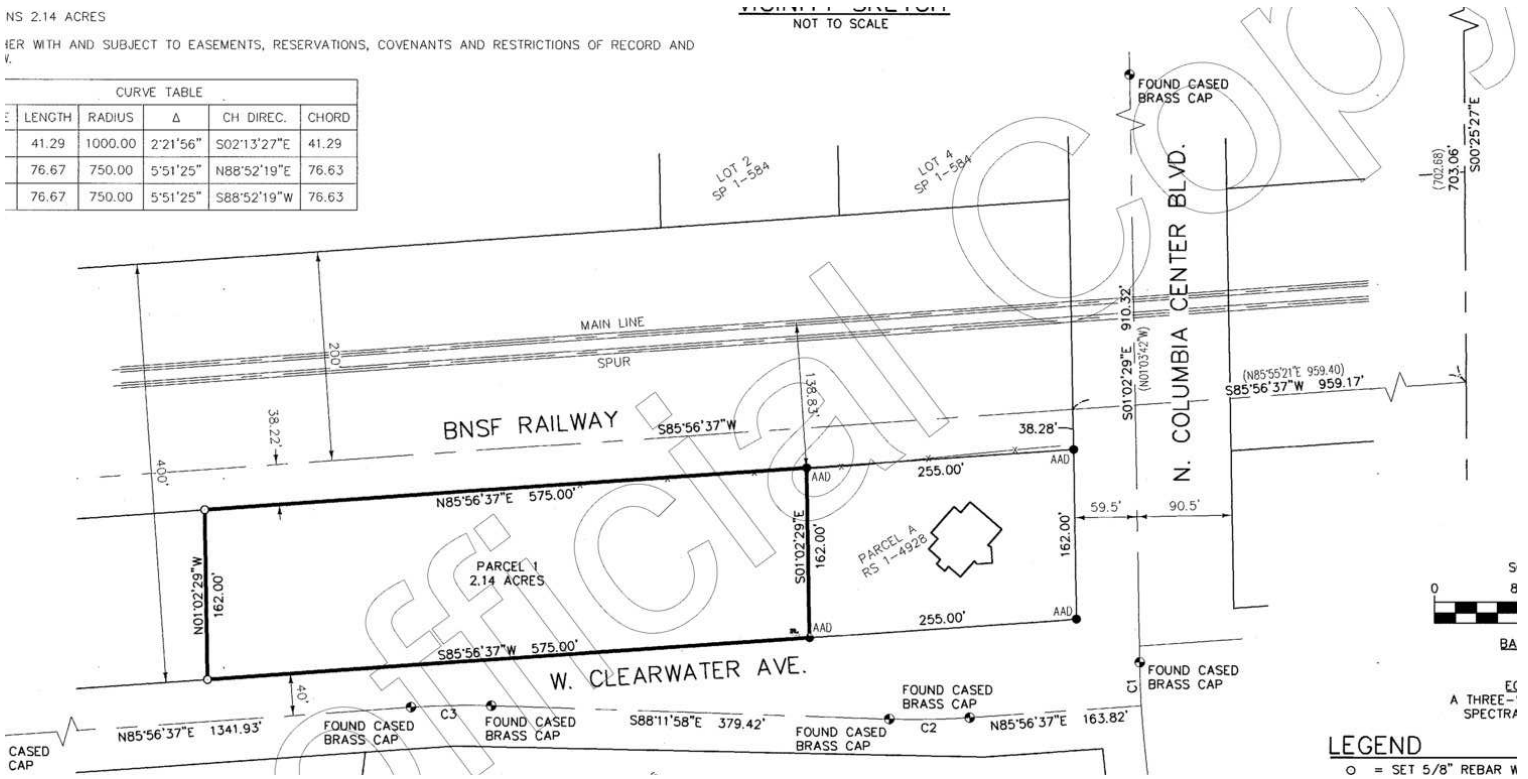 NS 2.14 ACRES
HER WITH AND SUBJECT TO EASEMENTS, RESERVATIONS, COVENANTS AND RESTRICTIONS OF RECORD AND
W.
VICINITY SKETCH
NOT TO SCALE
CURVE TABLE
E LENGTH RADIUS Δ CH DIREC. CHORD
41.29 1000.00 2°21'56" S02°13'27"E 41.29
76.67 750.00 5°51'25" N88°52'19"E 76.63
76.67 750.00 5°51'25" S88°52'19"W 76.63
LOT 2
SP 1-584
LOT 4
SP 1-584
FOUND CASED
BRASS CAP
N. COLUMBIA CENTER BLVD.
S01°02'29"E 910.32'
(N01°03'42"W)
(702.68)
703.06'
S00°25'27"E
MAIN LINE
SPUR
200'
400'
38.22'
138.83'
BNSF RAILWAY
S85°56'37"W
38.28'
(N85°55'21"E 959.40)
S85°56'37"W 959.17'
N85°56'37"E 575.00'
AAD
255.00'
AAD
59.5'
90.5'
N01°02'29"W
162.00'
PARCEL 1
2.14 ACRES
S01°02'29"E
162.00'
PARCEL A
RS 1-4928
162.00'
S85°56'37"W 575.00'
AAD
255.00'
AAD
40'
W. CLEARWATER AVE.
N85°56'37"E 1341.93'
FOUND CASED
BRASS CAP
C3
FOUND CASED
BRASS CAP
S88°11'58"E 379.42'
FOUND CASED
BRASS CAP
FOUND CASED
BRASS CAP
C2
N85°56'37"E 163.82'
C1
FOUND CASED
BRASS CAP
CASED
CAP
0
8
BA
A THREE-
SPECTRA
LEGEND
O = SET 5/8" REBAR W
Official Copy